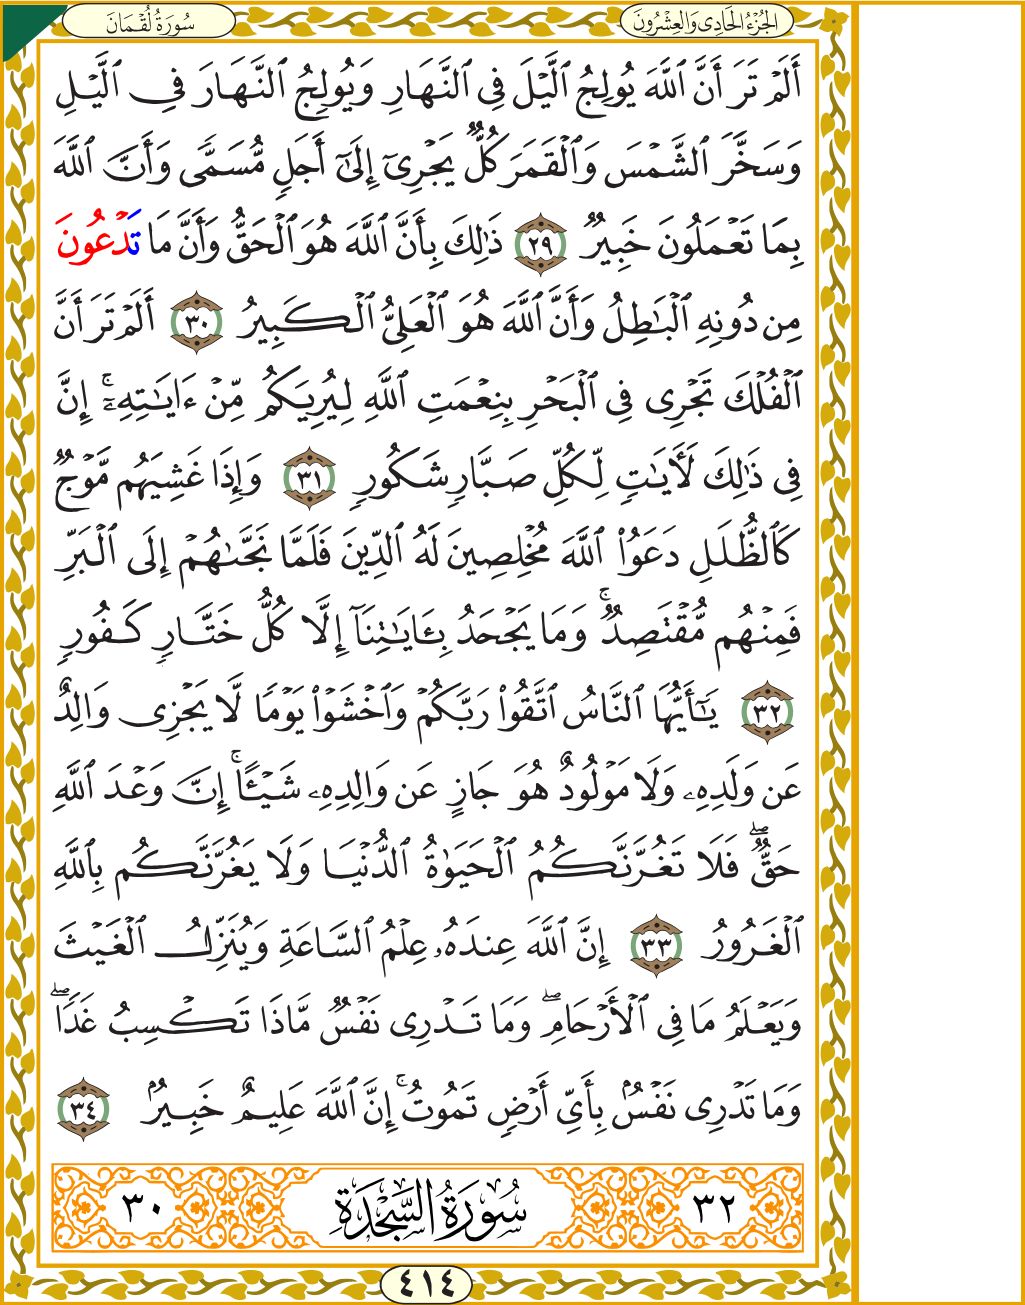 سُورَةُ لُقْمَانَ
الجُزْءُ الحَادِي وَالعِشْرُونَ
أَلَمْ تَرَ أَنَّ ٱللَّهَ يُولِجُ ٱلَّيْلَ فِى ٱلنَّهَارِ وَيُولِجُ ٱلنَّهَارَ فِى ٱلَّيْلِ
وَسَخَّرَ ٱلشَّمْسَ وَٱلْقَمَرَ كُلٌّ يَجْرِىٓ إِلَىٰٓ أَجَلٍ مُّسَمًّى وَأَنَّ ٱللَّهَ
بِمَا تَعْمَلُونَ خَبِيرٌ ٢٩ ذَٰلِكَ بِأَنَّ ٱللَّهَ هُوَ ٱلْحَقُّ وَأَنَّ مَا تَدْعُونَ
مِن دُونِهِ ٱلْبَٰطِلُ وَأَنَّ ٱللَّهَ هُوَ ٱلْعَلِىُّ ٱلْكَبِيرُ ٣٠ أَلَمْ تَرَ أَنَّ
ٱلْفُلْكَ تَجْرِى فِى ٱلْبَحْرِ بِنِعْمَتِ ٱللَّهِ لِيُرِيَكُم مِّنْ ءَايَٰتِهِۦٓ ۚ إِنَّ
فِى ذَٰلِكَ لَأٓيَٰتٍ لِّكُلِّ صَبَّارٍ شَكُورٍ ٣١ وَإِذَا غَشِيَهُم مَّوْجٌ
كَٱلظُّلَلِ دَعَوُا۟ ٱللَّهَ مُخْلِصِينَ لَهُ ٱلدِّينَ فَلَمَّا نَجَّىٰهُمْ إِلَى ٱلْبَرِّ
فَمِنْهُم مُّقْتَصِدٌ ۚ وَمَا يَجْحَدُ بِـَٔايَٰتِنَآ إِلَّا كُلُّ خَتَّارٍ كَفُورٍ
٣٢ يَٰٓأَيُّهَا ٱلنَّاسُ ٱتَّقُوا۟ رَبَّكُمْ وَٱخْشَوْا۟ يَوْمًا لَّا يَجْزِى وَالِدٌ
عَن وَلَدِهِۦ وَلَا مَوْلُودٌ هُوَ جَازٍ عَن وَالِدِهِۦ شَيْـًٔا ۚ إِنَّ وَعْدَ ٱللَّهِ
حَقٌّ ۖ فَلَا تَغُرَّنَّكُمُ ٱلْحَيَوٰةُ ٱلدُّنْيَا وَلَا يَغُرَّنَّكُم بِٱللَّهِ
ٱلْغَرُورُ ٣٣ إِنَّ ٱللَّهَ عِندَهُۥ عِلْمُ ٱلسَّاعَةِ وَيُنَزِّلُ ٱلْغَيْثَ
وَيَعْلَمُ مَا فِى ٱلْأَرْحَامِ ۖ وَمَا تَدْرِى نَفْسٌ مَّاذَا تَكْسِبُ غَدًا ۖ
وَمَا تَدْرِى نَفْسٌۢ بِأَىِّ أَرْضٍ تَمُوتُ ۚ إِنَّ ٱللَّهَ عَلِيمٌ خَبِيرٌۢ ٣٤
٣٢ سُورَةُ السَّجْدَةِ ٣٠
٤١٤